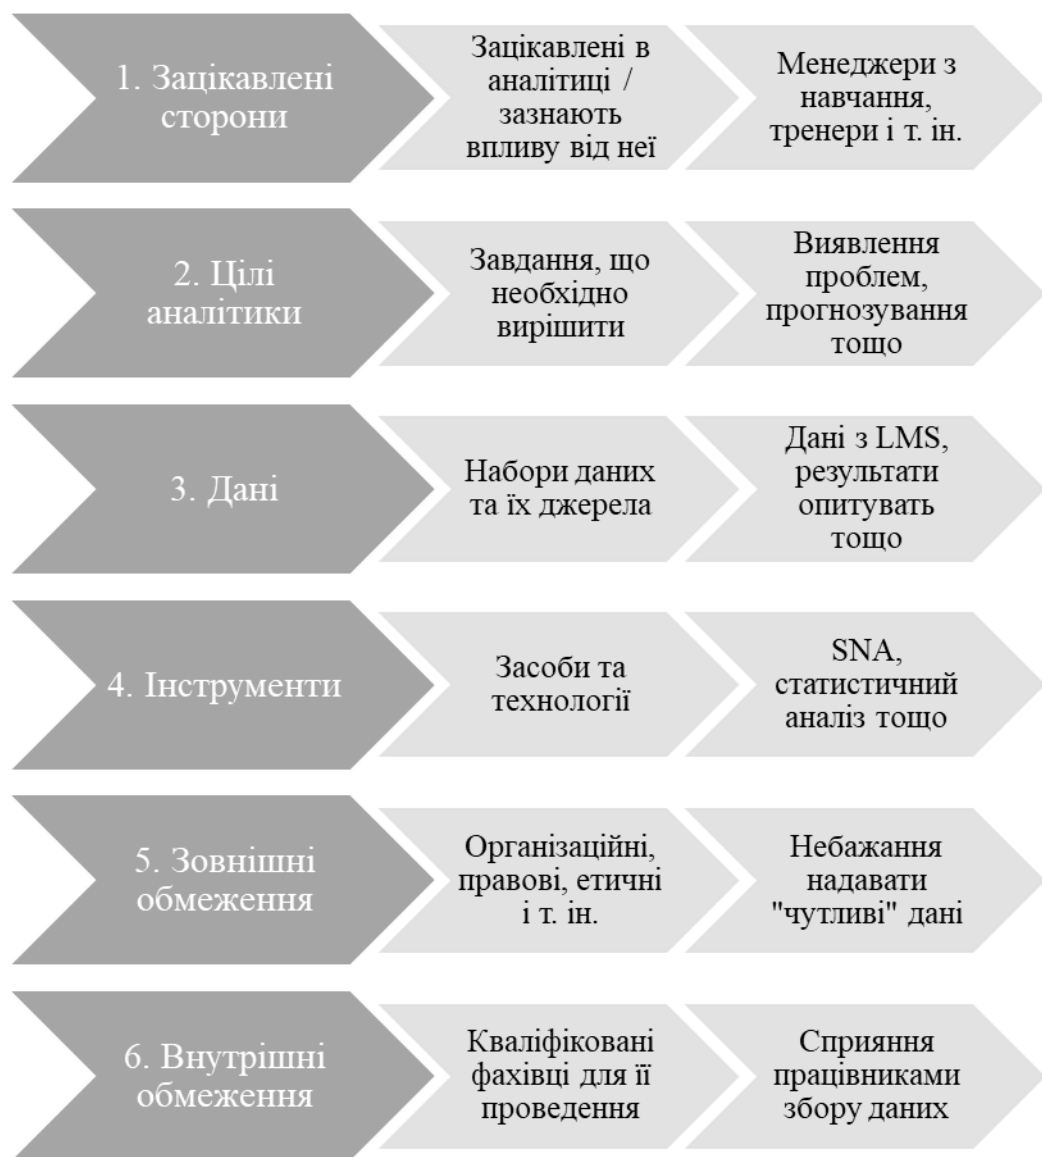 1. Зацікавлені
сторони
Зацікавлені в
аналітиці /
зазнають
впливу від неї
Менеджери з
навчання,
тренери і т. ін.
2. Цілі
аналітики
Завдання, що
необхідно
вирішити
Виявлення
проблем,
прогнозування
тощо
3. Дані
Набори даних
та їх джерела
Дані з LMS,
результати
опитувать
тощо
4. Інструменти
Засоби та
технології
SNA,
статистичний
аналіз тощо
5. Зовнішні
обмеження
Організаційні,
правові, етичні
і т. ін.
Небажання
надавати
"чутливі" дані
6. Внутрішні
обмеження
Кваліфіковані
фахівці для її
проведення
Сприяння
працівниками
збору даних